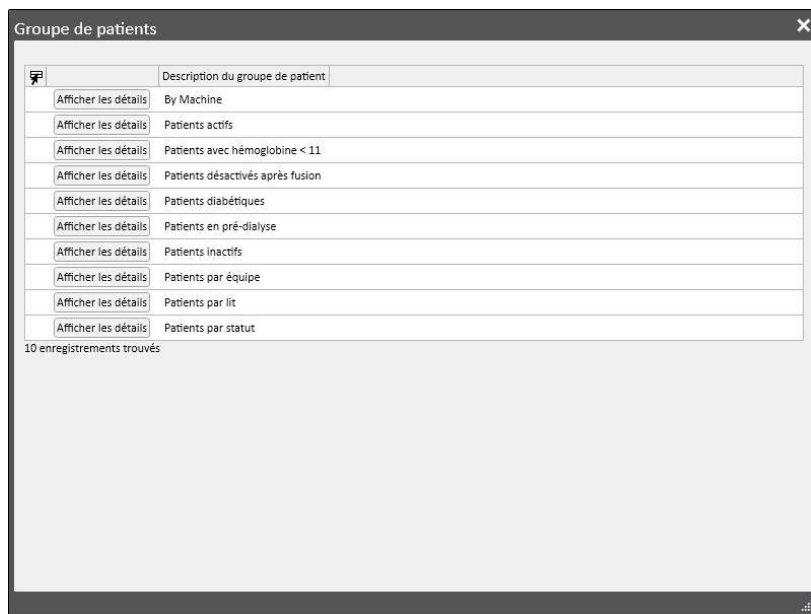 Groupe de patients
Description du groupe de patient
Afficher les détails By Machine
Afficher les détails Patients actifs
Afficher les détails Patients avec hémoglobine < 11
Afficher les détails Patients désactivés après fusion
Afficher les détails Patients diabétiques
Afficher les détails Patients en pré-dialyse
Afficher les détails Patients inactifs
Afficher les détails Patients par équipe
Afficher les détails Patients par lit
Afficher les détails Patients par statut
10 enregistrements trouvés